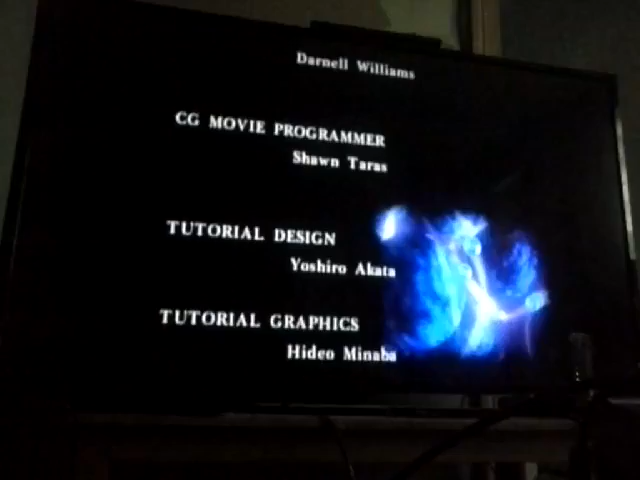 Darnell Williams
CG MOVIE PROGRAMMER
Shawn Taras
TUTORIAL DESIGN
Yoshiro Akata
TUTORIAL GRAPHICS
Hideo Minaba